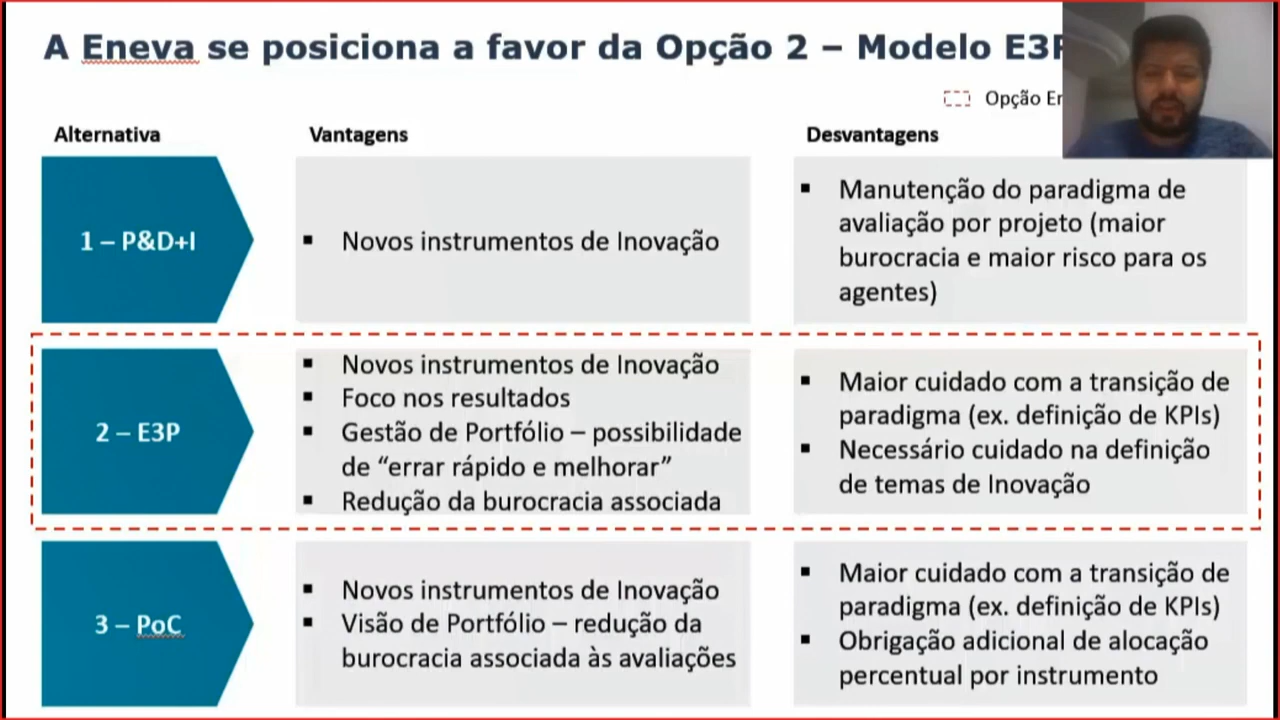 A Eneva se posiciona a favor da Opção 2 – Modelo
Opção
Alternativa
Vantagens
Desvantagens
1 – P&D+I
▪ Novos instrumentos de Inovação
▪ Manutenção do paradigma de
avaliação por projeto (maior
burocracia e maior risco para os
agentes)
2 – E3P
▪ Novos instrumentos de Inovação
▪ Foco nos resultados
▪ Gestão de Portfólio – possibilidade
de “errar rápido e melhorar”
▪ Redução da burocracia associada
▪ Maior cuidado com a transição de
paradigma (ex. definição de KPIs)
▪ Necessário cuidado na definição
de temas de Inovação
3 – PoC
▪ Novos instrumentos de Inovação
▪ Visão de Portfólio – redução da
burocracia associada às avaliações
▪ Maior cuidado com a transição de
paradigma (ex. definição de KPIs)
▪ Obrigação adicional de alocação
percentual por instrumento